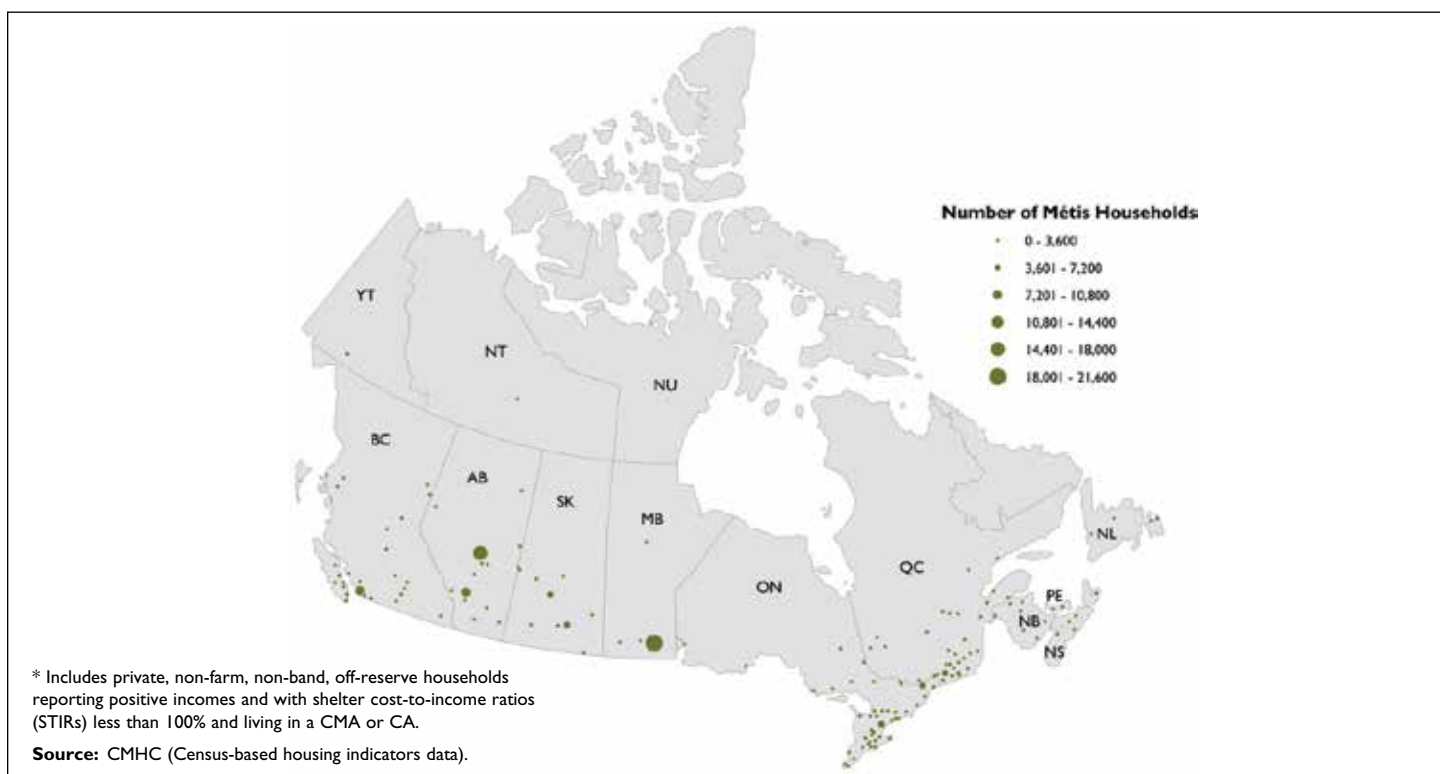 Number of Métis Households
0 - 3,600
3,601 - 7,200
7,201 - 10,800
10,801 - 14,400
14,401 - 18,000
18,001 - 21,600
YT
NT
NU
BC
AB
SK
MB
ON
QC
NL
PE
NB
NS
* Includes private, non-farm, non-band, off-reserve households
reporting positive incomes and with shelter cost-to-income ratios
(STIRs) less than 100% and living in a CMA or CA.
Source: CMHC (Census-based housing indicators data).